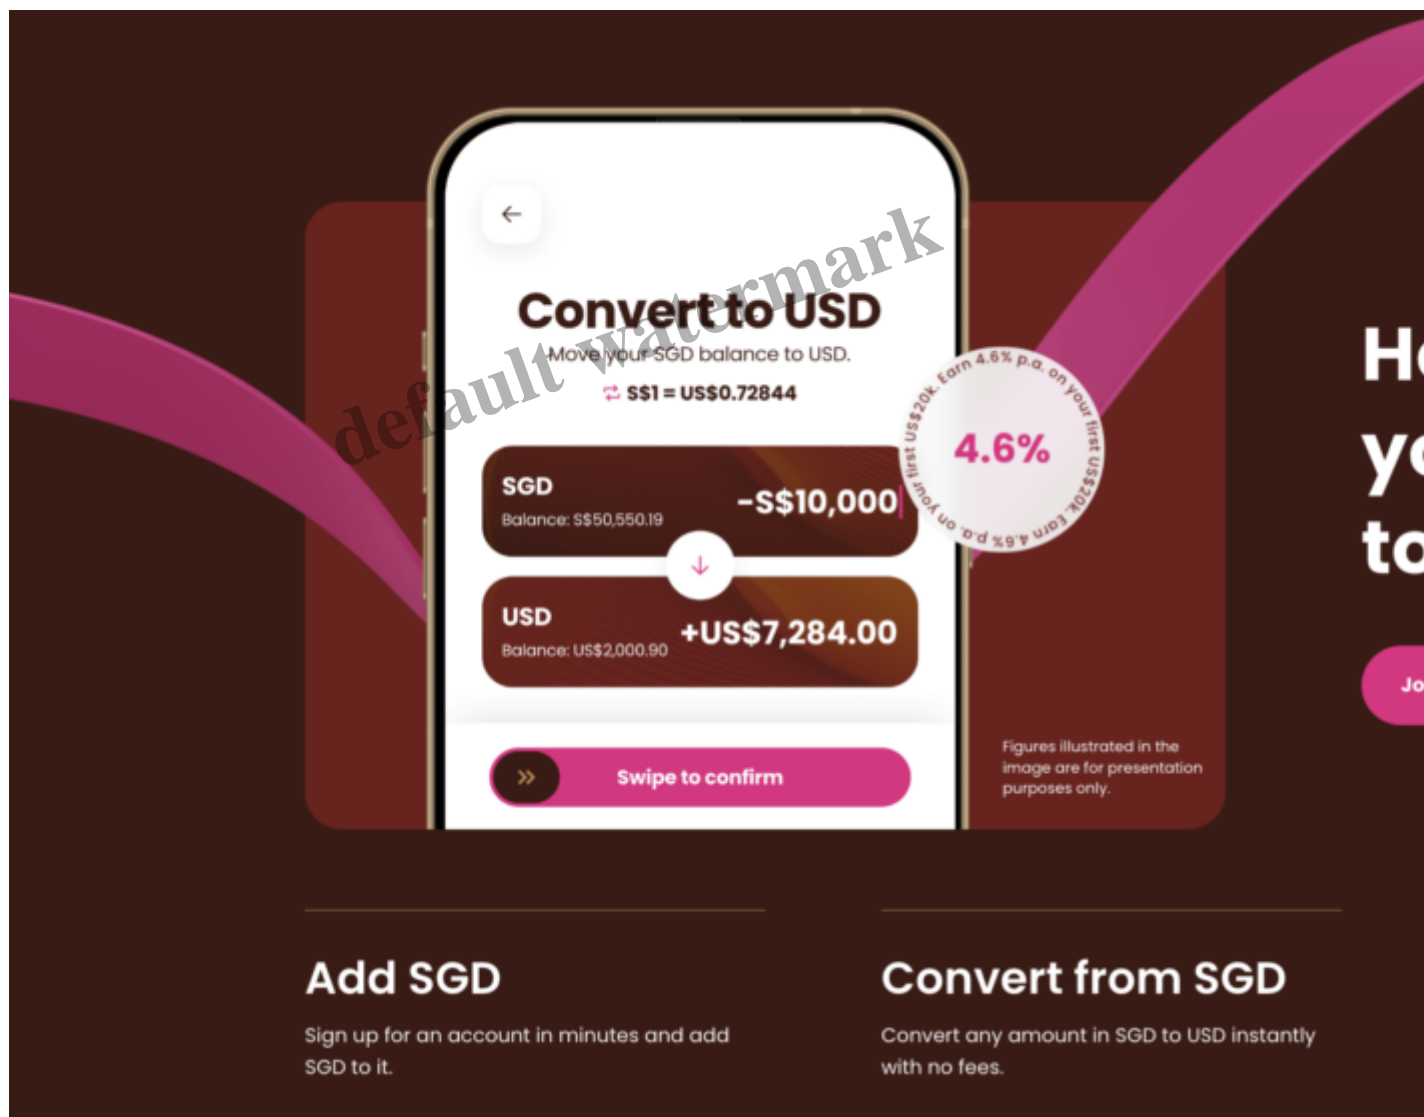 Convert to USD
Move your SGD balance to USD.
S$1 = US$0.72844
default watermark
SGD
Balance: S$50,550.19
-S$10,000
USD
Balance: US$2,000.90
+US$7,284.00
Swipe to confirm
Earn 4.6% p.a. on your first US$20k. Earn 4.6% p.a. on your first US$20k.
4.6%
Figures illustrated in the
image are for presentation
purposes only.
Add SGD
Sign up for an account in minutes and add
SGD to it.
Convert from SGD
Convert any amount in SGD to USD instantly
with no fees.
to